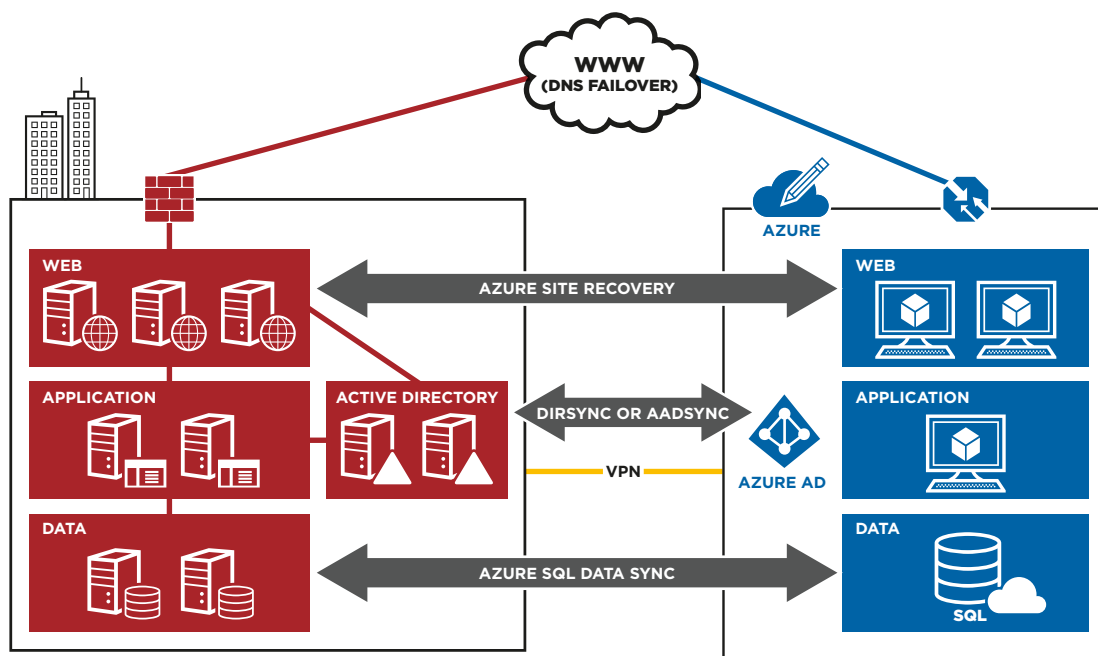 WWW
(DNS FAILOVER)
AZURE
WEB
AZURE SITE RECOVERY
WEB
APPLICATION
ACTIVE DIRECTORY
DIRSYNC OR AADSYNC
APPLICATION
VPN
AZURE AD
DATA
AZURE SQL DATA SYNC
DATA
SQL